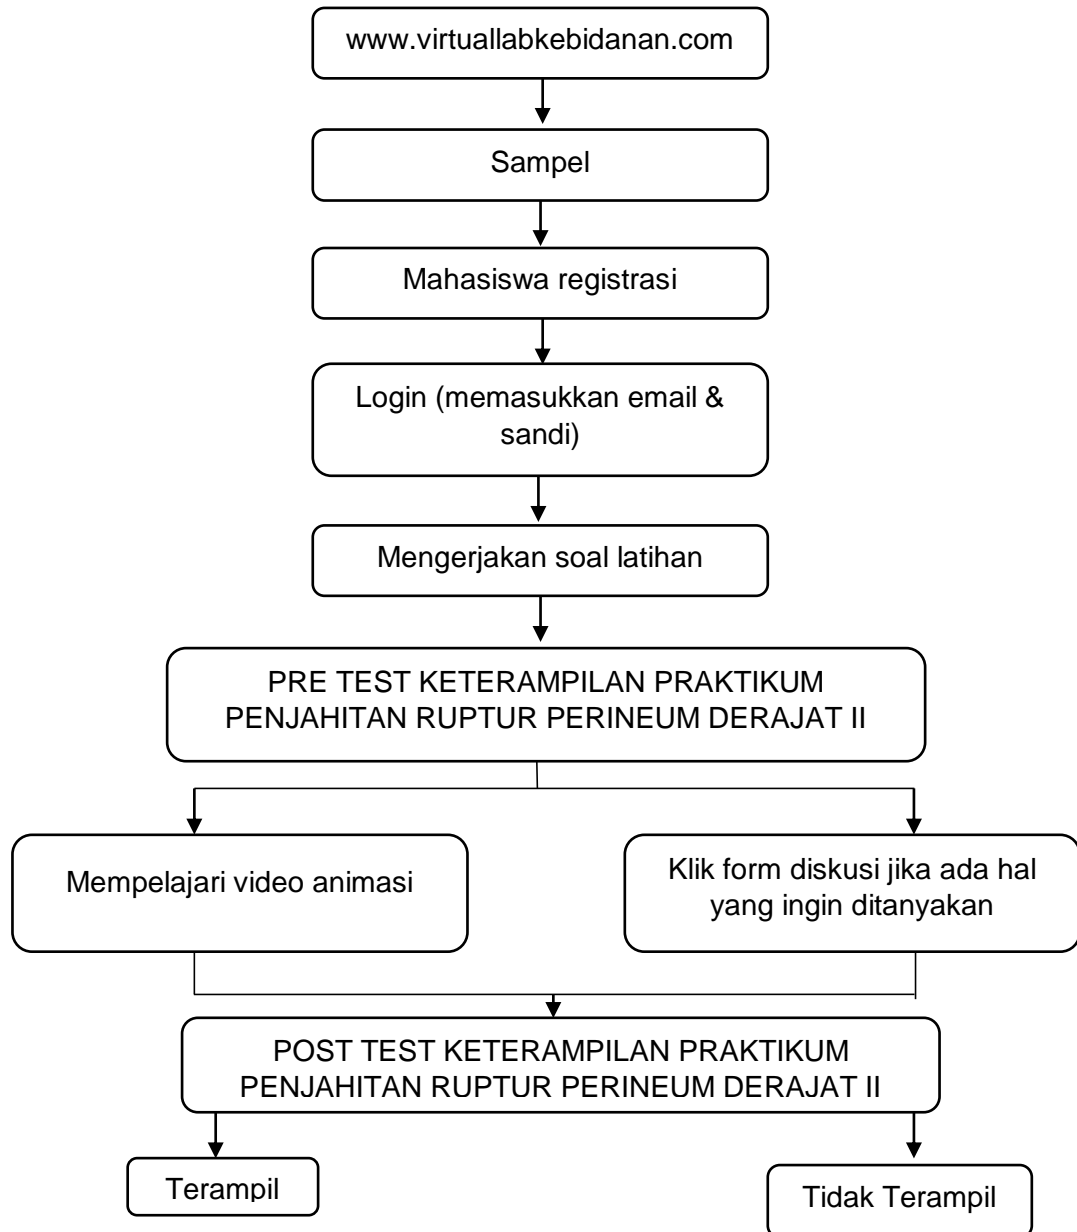 www.virtuallabkebidanan.com
Sampel
Mahasiswa registrasi
Login (memasukkan email &
sandi)
Mengerjakan soal latihan
PRE TEST KETERAMPILAN PRAKTIKUM
PENJAHITAN RUPTUR PERINEUM DERAJAT II
Mempelajari video animasi
Klik form diskusi jika ada hal
yang ingin ditanyakan
POST TEST KETERAMPILAN PRAKTIKUM
PENJAHITAN RUPTUR PERINEUM DERAJAT II
Terampil
Tidak Terampil